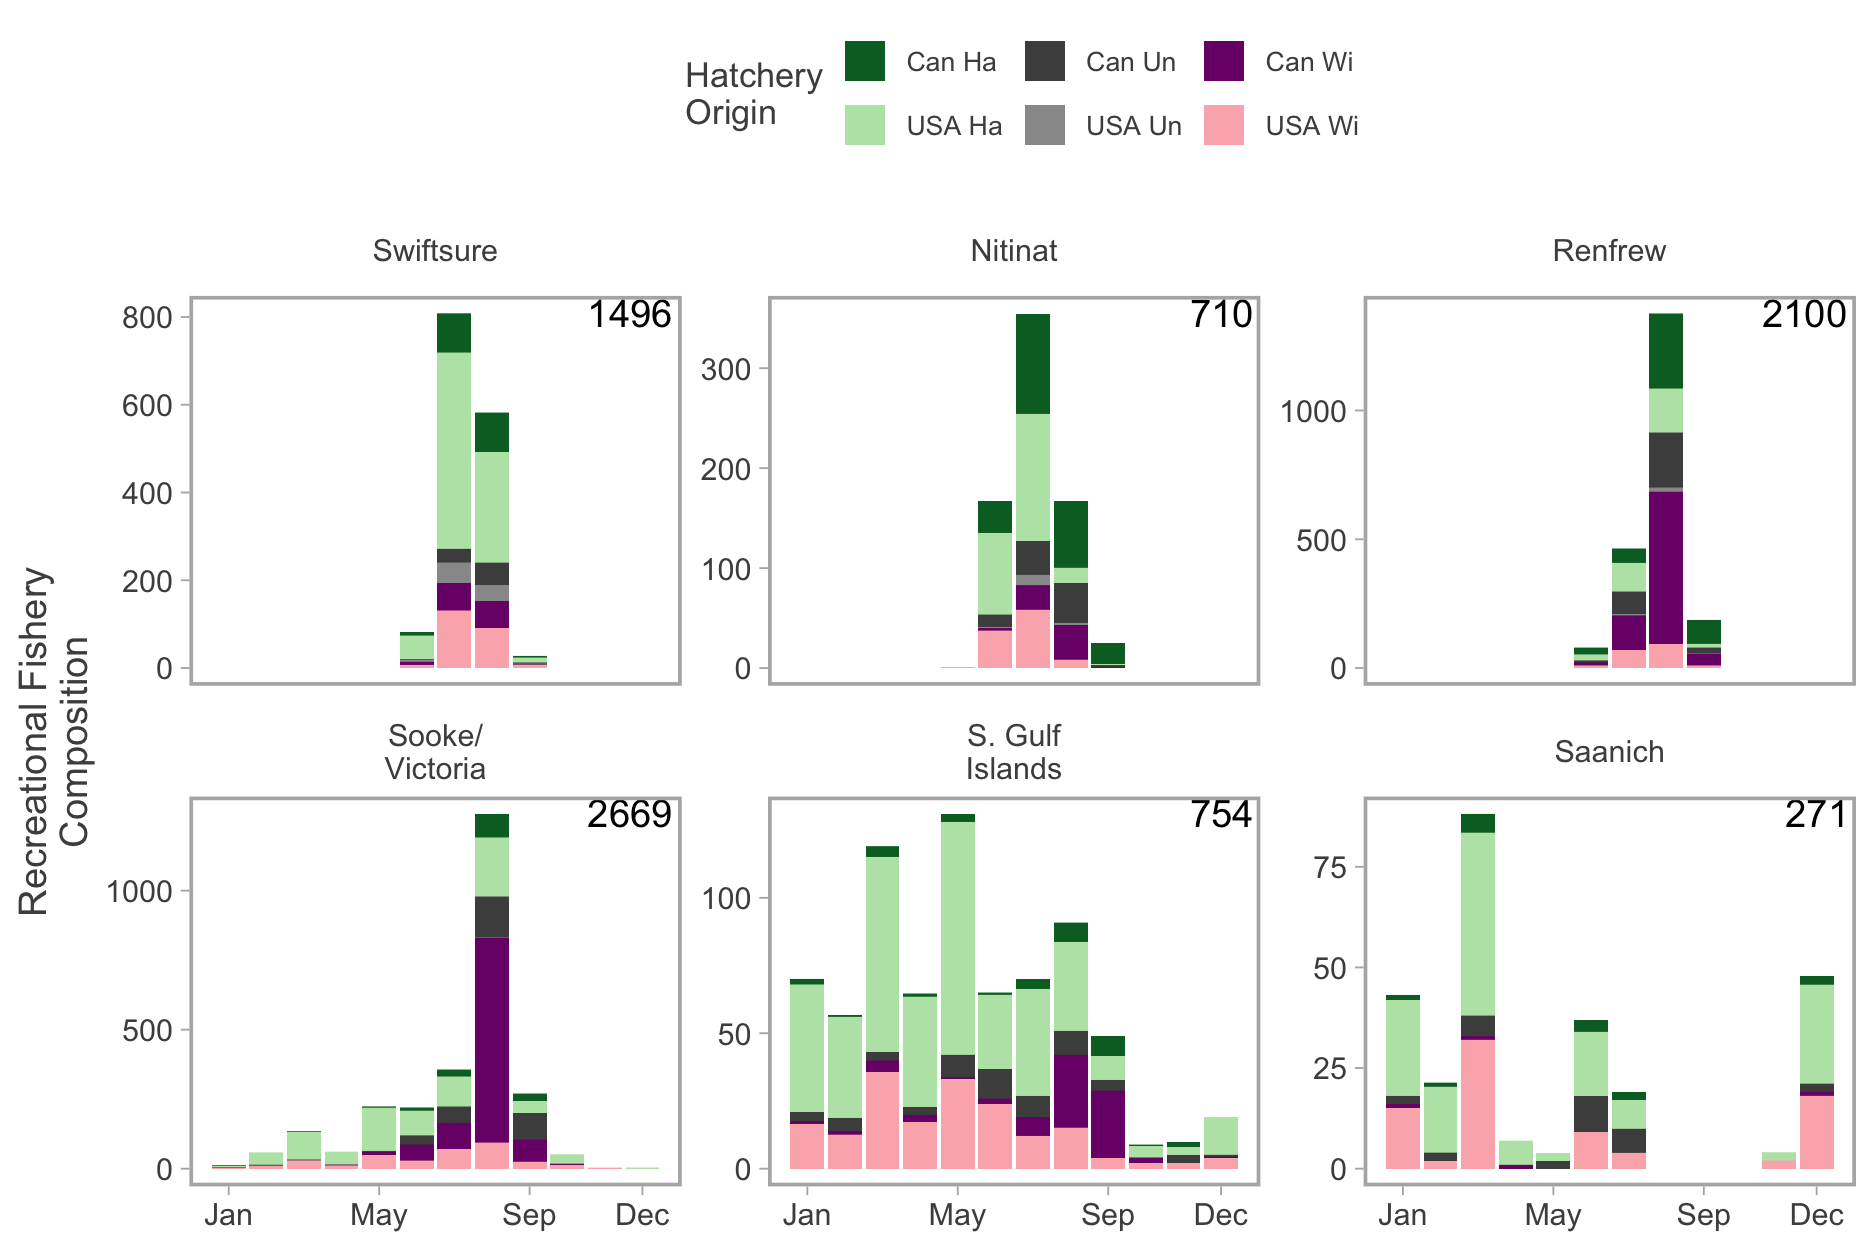 Hatchery
Origin
Can Ha
Can Un
Can Wi
USA Ha
USA Un
USA Wi
Recreational Fishery
Composition
Swiftsure
1496
800
600
400
200
0
Nitinat
710
300
200
100
0
Renfrew
2100
1000
500
0
Sooke/
Victoria
2669
1000
500
0
Jan May Sep Dec
S. Gulf
Islands
754
100
50
0
Jan May Sep Dec
Saanich
271
75
50
25
0
Jan May Sep Dec